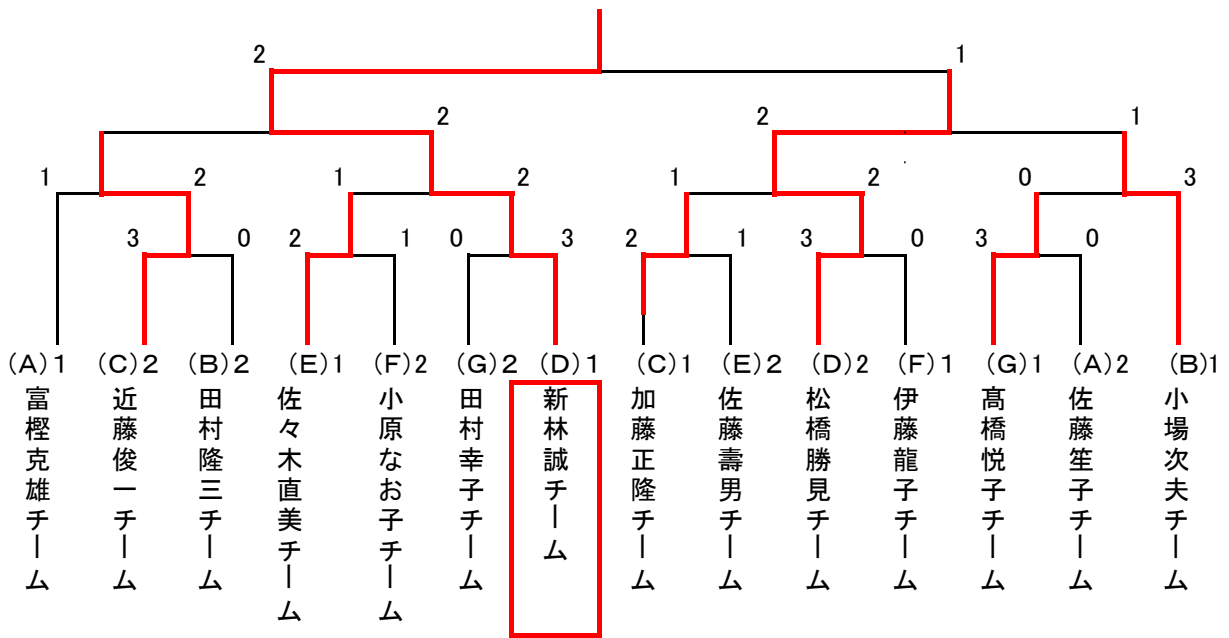 2 1
2 2 1
1 2 1 2 1 2 0 3
3 0 2 1 0 3 2 1 3 0 3 0
(A)1 (C)2 (B)2 (E)1 (F)2 (G)2 (D)1 (C)1 (E)2 (D)2 (F)1 (G)1 (A)2 (B)1
富樫克雄チーム
近藤俊一チーム
田村隆三チーム
佐々木直美チーム
小原なお子チーム
田村幸子チーム
新林誠チーム
加藤正隆チーム
佐藤壽男チーム
松橋勝見チーム
伊藤龍子チーム
髙橋悦子チーム
佐藤笙子チーム
小場次夫チーム